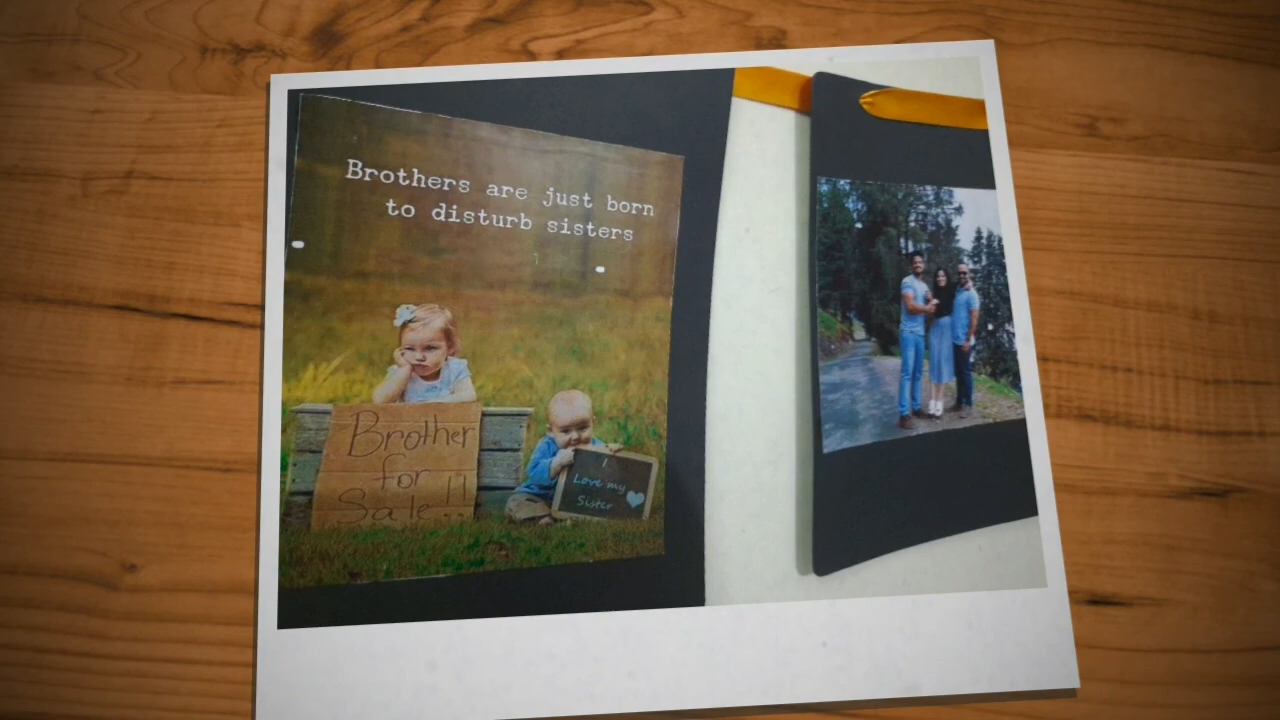 Brothers are just born
to disturb sisters
Brother
for
Sale!!
I
Love my
Sister